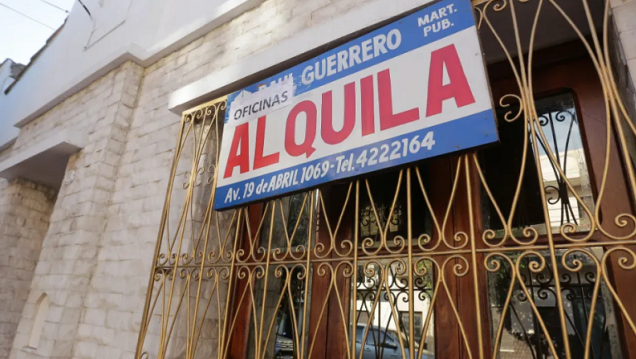 GUERRERO MART.
PUB.
OFICINAS
ALQUILA
Av. 19 de ABRIL 1069-Tel. 4222164